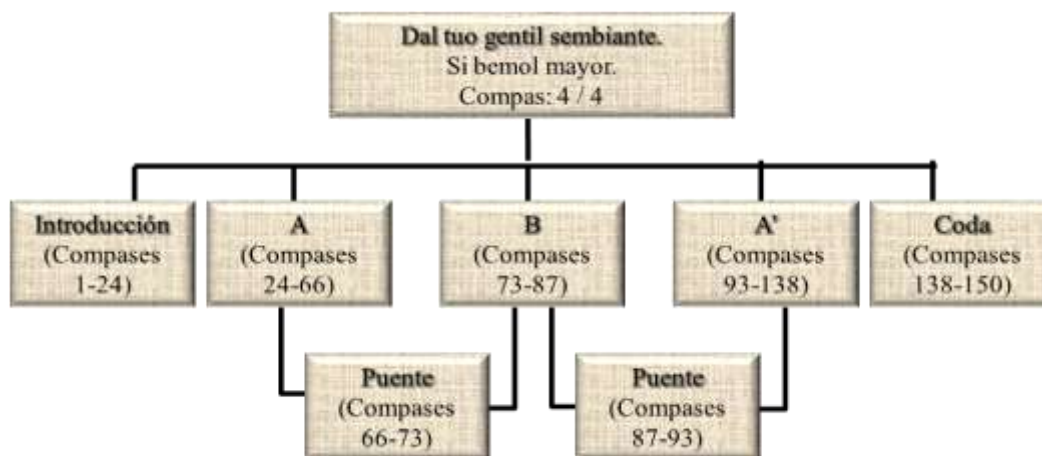 Dal tuo gentil sembiante.
Si bemol mayor.
Compas: 4 / 4
Introducción
(Compases
1-24)
A
(Compases
24-66)
B
(Compases
73-87)
A'
(Compases
93-138)
Coda
(Compases
138-150)
Puente
(Compases
66-73)
Puente
(Compases
87-93)